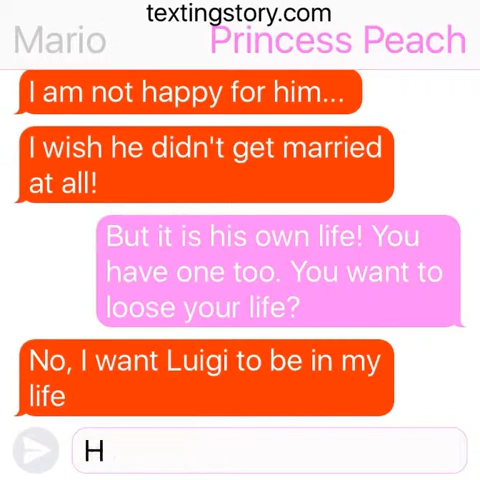 textingstory.com
Mario Princess Peach
I am not happy for him...
I wish he didn't get married
at all!
But it is his own life! You
have one too. You want to
loose your life?
No, I want Luigi to be in my
life
H